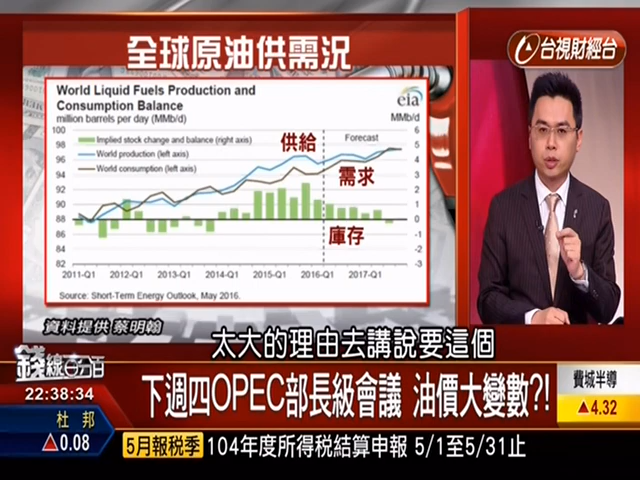 全球原油供需況
World Liquid Fuels Production and
Consumption Balance
million barrels per day (MMb/d)
eia
MMb/d
Implied stock change and balance (right axis)
World production (left axis)
World consumption (left axis)
Forecast
供給
需求
庫存
100
98
96
94
92
90
88
86
84
82
6
5
4
3
2
1
0
-1
-2
-3
2011-Q1
2012-Q1
2013-Q1
2014-Q1
2015-Q1
2016-Q1
2017-Q1
Source: Short-Term Energy Outlook, May 2016.
台視財經台
資料提供 蔡明翰
太大的理由去講說要這個
錢線百分百
22:38:34
下週四OPEC部長級會議 油價大變數?!
費城半導
▲4.32
杜邦
▲0.08
5月報稅季
104年度所得稅結算申報 5/1至5/31止